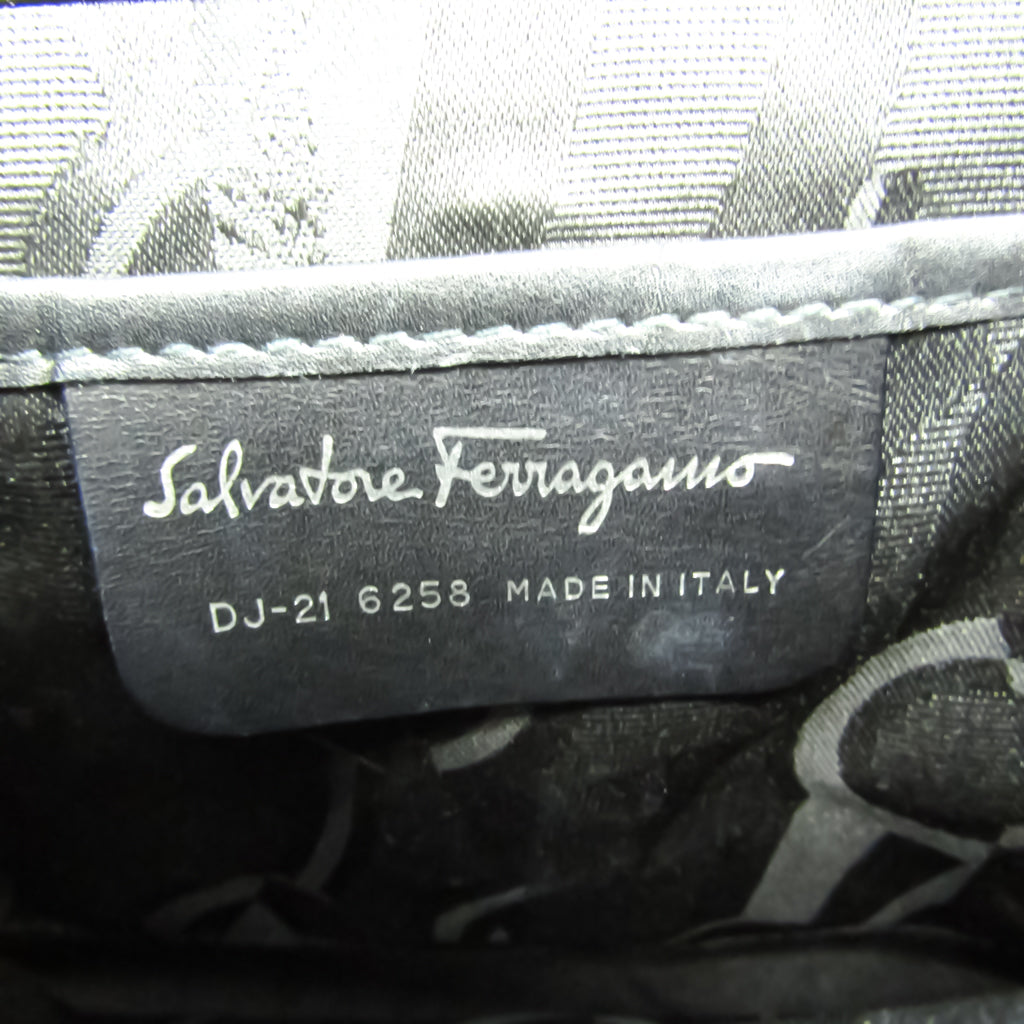 Salvatore Ferragamo
DJ-21 6258 MADE IN ITALY